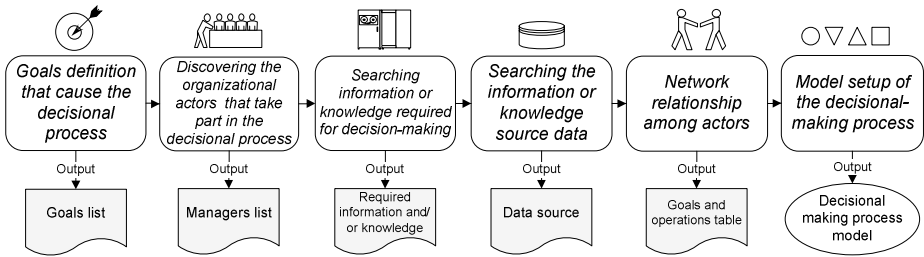 Goals definition
that cause the
decisional
process
Discovering the
organizational
actors that take
part in the
decisional process
Searching
information or
knowledge required
for decision-making
Searching the
information or
knowledge
source data
Network
relationship
among actors
Model setup of
the decisional-
making process
Output
Output
Output
Output
Output
Output
Goals list
Managers list
Required
information and/
or knowledge
Data source
Goals and
operations table
Decisional
making process
model